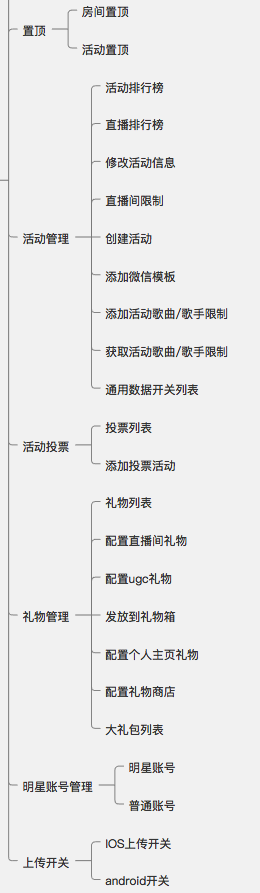 置顶
房间置顶
活动置顶
活动管理
活动排行榜
直播排行榜
修改活动信息
直播间限制
创建活动
添加微信模板
添加活动歌曲/歌手限制
获取活动歌曲/歌手限制
通用数据开关列表
活动投票
投票列表
添加投票活动
礼物管理
礼物列表
配置直播间礼物
配置ugc礼物
发放到礼物箱
配置个人主页礼物
配置礼物商店
大礼包列表
明星账号管理
明星账号
普通账号
上传开关
IOS上传开关
android开关